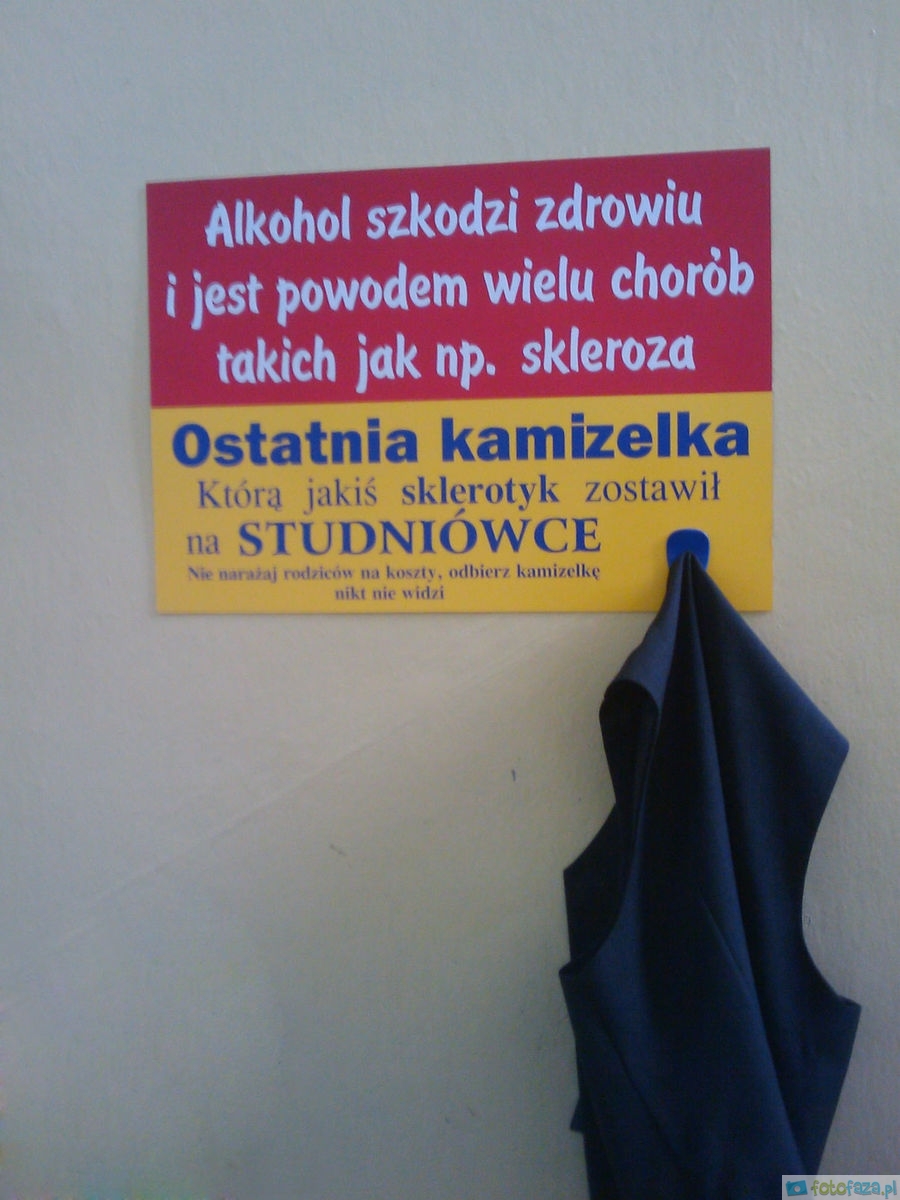 Alkohol szkodzi zdrowiu
i jest powodem wielu chorób
takich jak np. skleroza
Ostatnia kamizelka
Którą jakiś sklerotyk zostawił
na STUDNIÓWCE
Nie narażaj rodziców na koszty, odbierz kamizelkę
nikt nie widzi
fotofaza.pl